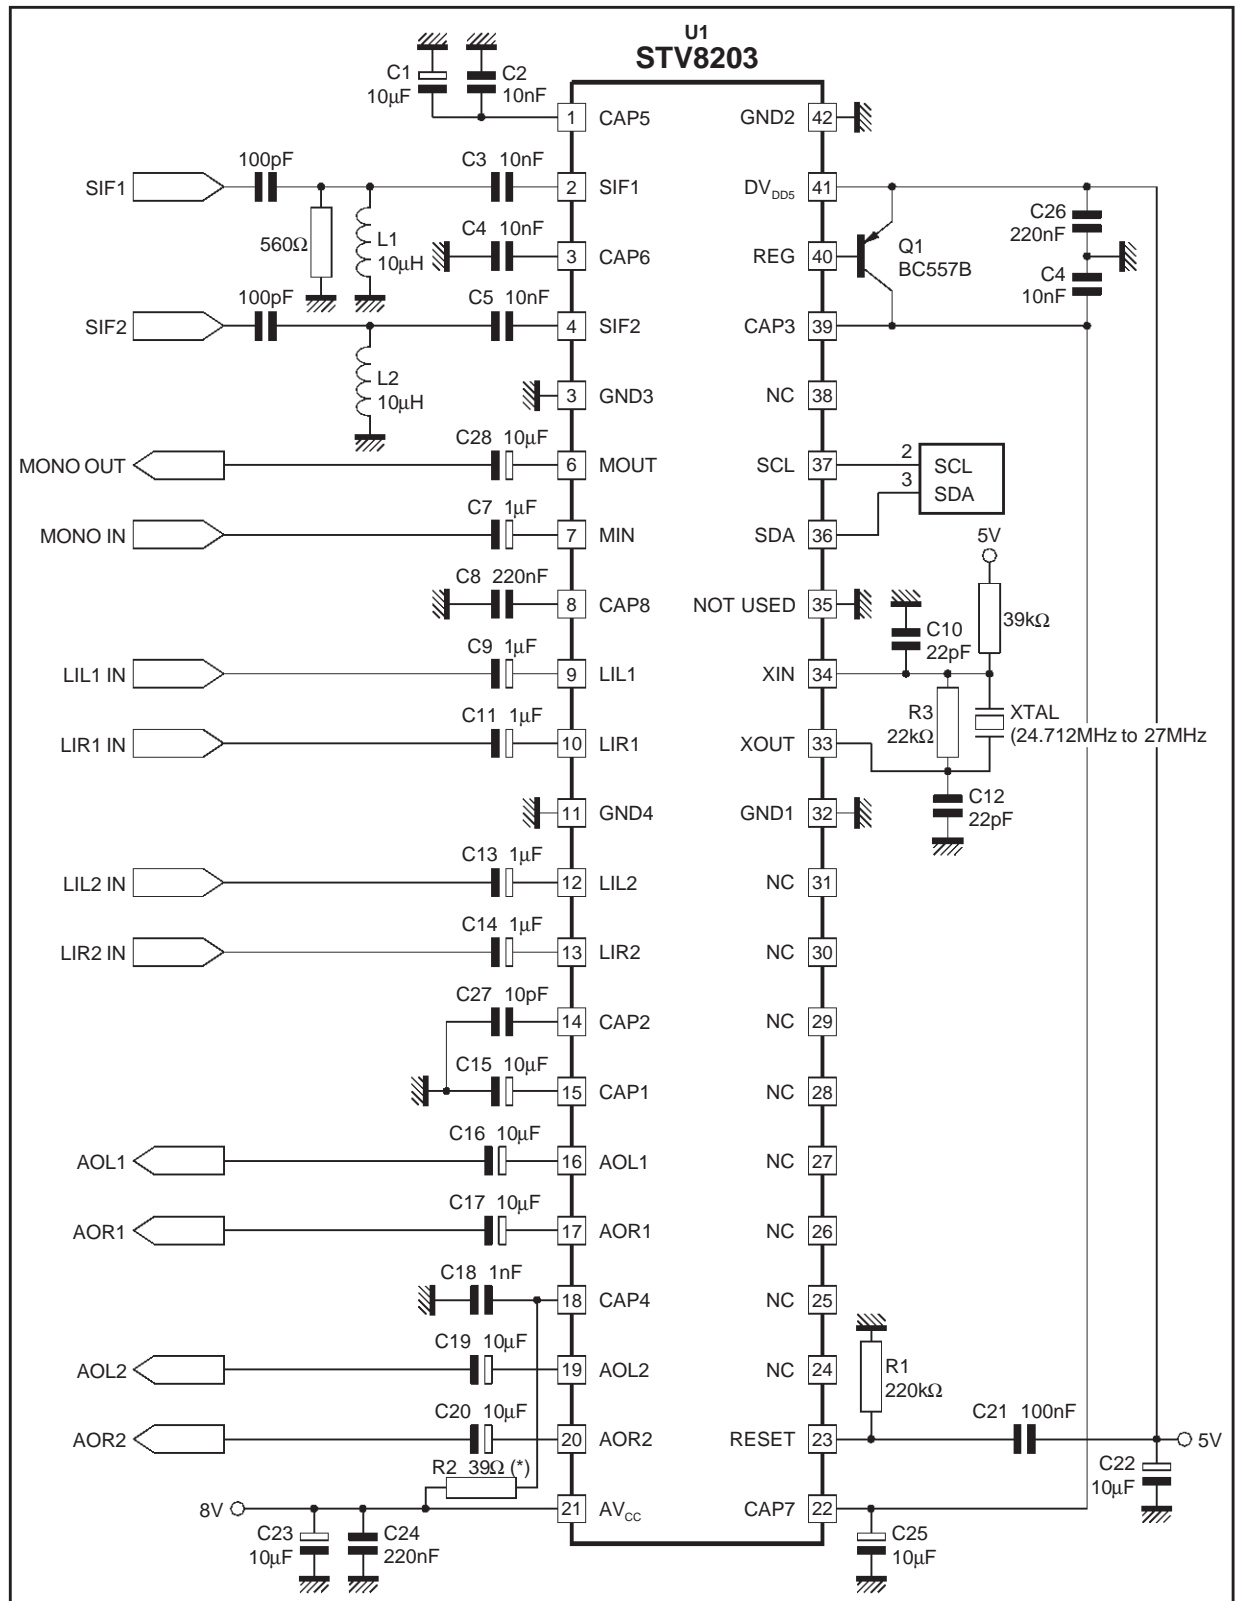 U1
STV8203
C1
10µF
C2
10nF
1 CAP5
GND2 42
SIF1
100pF
C3 10nF
2 SIF1
DVDD5 41
560Ω
L1
10µH
C4 10nF
3 CAP6
REG 40
Q1
BC557B
C26
220nF
C4
10nF
SIF2
100pF
C5 10nF
4 SIF2
CAP3 39
L2
10µH
3 GND3
NC 38
MONO OUT
C28 10µF
6 MOUT
SCL 37
2 SCL
3 SDA
MONO IN
C7 1µF
7 MIN
SDA 36
5V
C8 220nF
8 CAP8
NOT USED 35
C10
22pF
39kΩ
LIL1 IN
C9 1µF
9 LIL1
XIN 34
R3
22kΩ
XTAL
(24.712MHz to 27MHz
LIR1 IN
C11 1µF
10 LIR1
XOUT 33
C12
22pF
11 GND4
GND1 32
LIL2 IN
C13 1µF
12 LIL2
NC 31
LIR2 IN
C14 1µF
13 LIR2
NC 30
C27 10pF
14 CAP2
NC 29
C15 10µF
15 CAP1
NC 28
AOL1
C16 10µF
16 AOL1
NC 27
AOR1
C17 10µF
17 AOR1
NC 26
C18 1nF
18 CAP4
NC 25
AOL2
C19 10µF
19 AOL2
NC 24
R1
220kΩ
AOR2
C20 10µF
20 AOR2
RESET 23
C21 100nF
5V
R2 39Ω (*)
C22
10µF
8V
21 AVCC
CAP7 22
C23
10µF
C24
220nF
C25
10µF